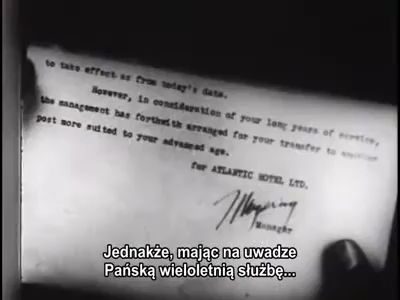 to take effect as from today's date.
However, in consideration of your long years of service,
the management has forthwith arranged for your transfer to another
post more suited to your advanced age.
for ATLANTIC HOTEL LTD.
Manager
Jednakże, mając na uwadze
Pańską wieloletnią służbę...